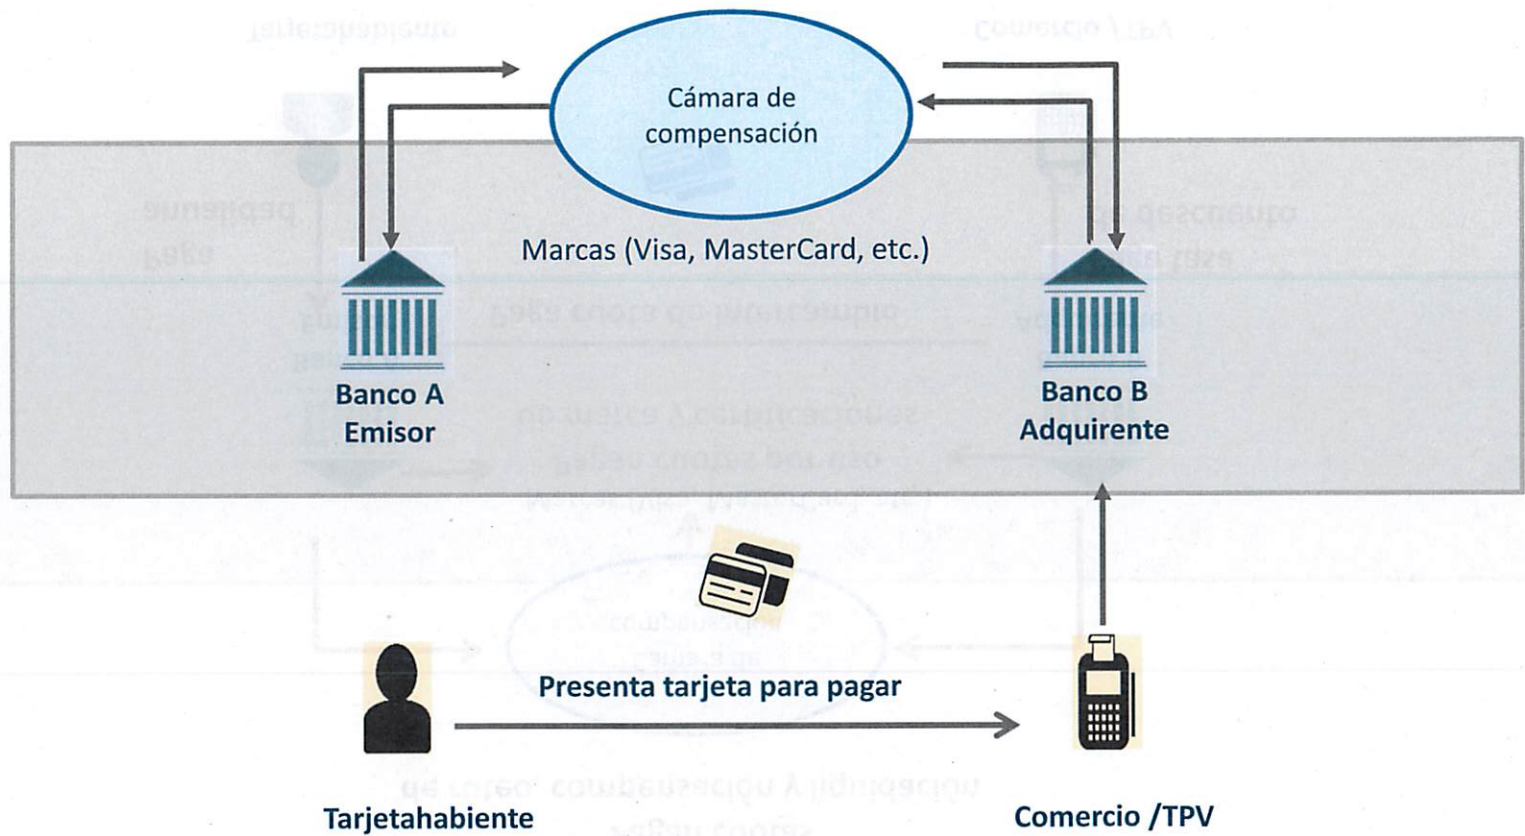 Cámara de
compensación
Marcas (Visa, MasterCard, etc.)
Banco A
Emisor
Banco B
Adquirente
Presenta tarjeta para pagar
Tarjetahabiente
Comercio /TPV